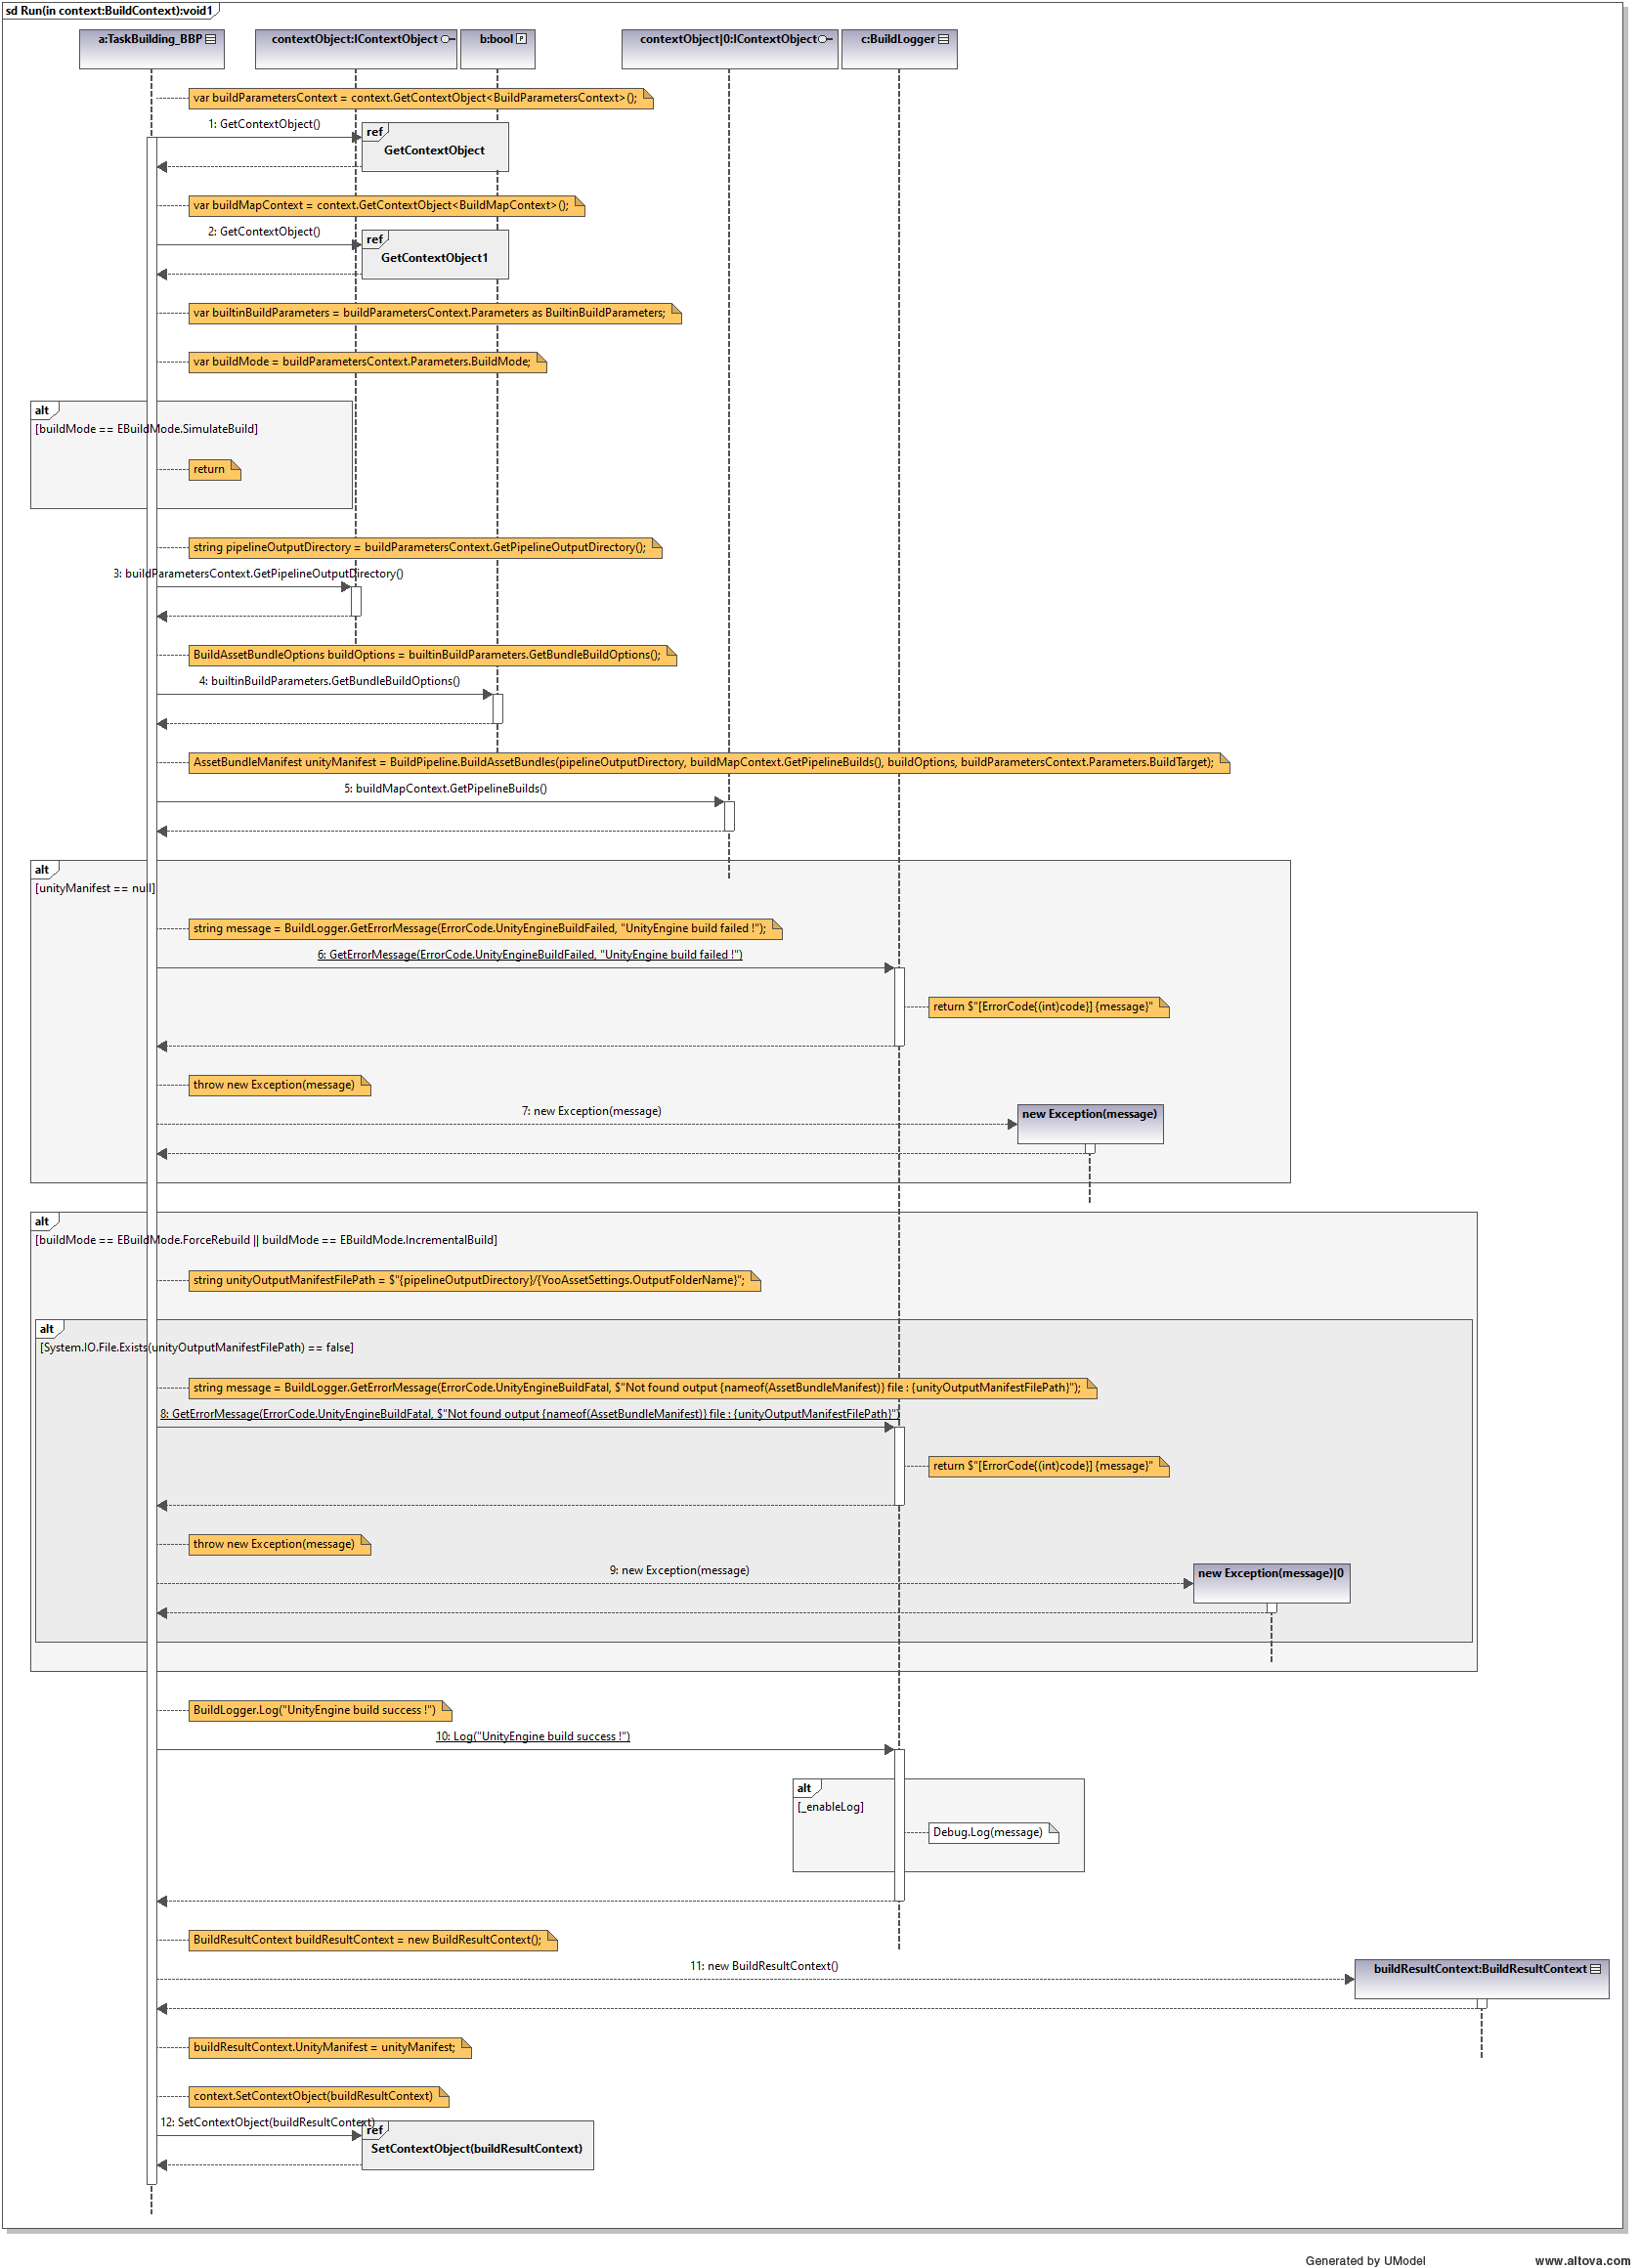 sd Run(in context:BuildContext):void1
a:TaskBuilding_BBP
contextObject:IContextObject
b:bool
contextObject|0:IContextObject
c:BuildLogger
var buildParametersContext = context.GetContextObject<BuildParametersContext>();
1: GetContextObject()
ref
GetContextObject
var buildMapContext = context.GetContextObject<BuildMapContext>();
2: GetContextObject()
ref
GetContextObject1
var builtinBuildParameters = buildParametersContext.Parameters as BuiltinBuildParameters;
var buildMode = buildParametersContext.Parameters.BuildMode;
alt
[buildMode == EBuildMode.SimulateBuild]
return
string pipelineOutputDirectory = buildParametersContext.GetPipelineOutputDirectory();
3: buildParametersContext.GetPipelineOutputDirectory()
BuildAssetBundleOptions buildOptions = builtinBuildParameters.GetBundleBuildOptions();
4: builtinBuildParameters.GetBundleBuildOptions()
AssetBundleManifest unityManifest = BuildPipeline.BuildAssetBundles(pipelineOutputDirectory, buildMapContext.GetPipelineBuilds(), buildOptions, buildParametersContext.Parameters.BuildTarget);
5: buildMapContext.GetPipelineBuilds()
alt
[unityManifest == null]
string message = BuildLogger.GetErrorMessage(ErrorCode.UnityEngineBuildFailed, "UnityEngine build failed !");
6: GetErrorMessage(ErrorCode.UnityEngineBuildFailed, "UnityEngine build failed !")
return $"[ErrorCode{(int)code}] {message}"
throw new Exception(message)
7: new Exception(message)
new Exception(message)
alt
[buildMode == EBuildMode.ForceRebuild || buildMode == EBuildMode.IncrementalBuild]
string unityOutputManifestFilePath = $"{pipelineOutputDirectory}/{YooAssetSettings.OutputFolderName}";
alt
[System.IO.File.Exists(unityOutputManifestFilePath) == false]
string message = BuildLogger.GetErrorMessage(ErrorCode.UnityEngineBuildFatal, $"Not found output {nameof(AssetBundleManifest)} file : {unityOutputManifestFilePath}");
8: GetErrorMessage(ErrorCode.UnityEngineBuildFatal, $"Not found output {nameof(AssetBundleManifest)} file : {unityOutputManifestFilePath}")
return $"[ErrorCode{(int)code}] {message}"
throw new Exception(message)
9: new Exception(message)
new Exception(message)|0
BuildLogger.Log("UnityEngine build success !")
10: Log("UnityEngine build success !")
alt
[_enableLog]
Debug.Log(message)
BuildResultContext buildResultContext = new BuildResultContext();
11: new BuildResultContext()
buildResultContext:BuildResultContext
buildResultContext.UnityManifest = unityManifest;
context.SetContextObject(buildResultContext)
12: SetContextObject(buildResultContext)
ref
SetContextObject(buildResultContext)
Generated by UModel
www.altova.com